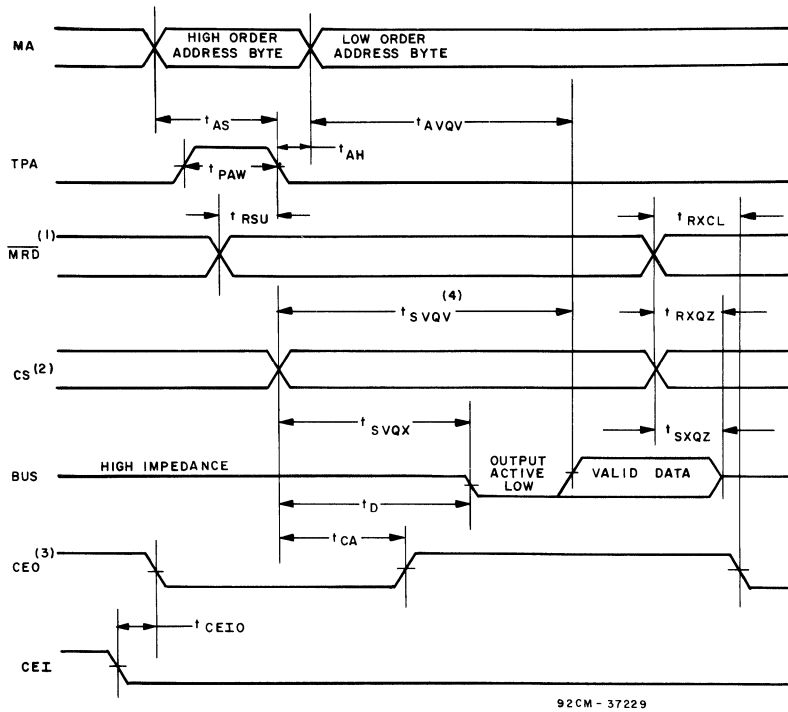 MA
HIGH ORDER
ADDRESS BYTE
LOW ORDER
ADDRESS BYTE
tAS
tAVQV
tAH
TPA
tPAW
tRSU
tRXCL
MRD (1)
(4)
tSVQV
tRXQZ
CS (2)
tSVQX
tSXQZ
BUS
HIGH IMPEDANCE
OUTPUT
ACTIVE
LOW
VALID DATA
tD
tCA
CEO (3)
tCEIO
CEI
92CM-37229